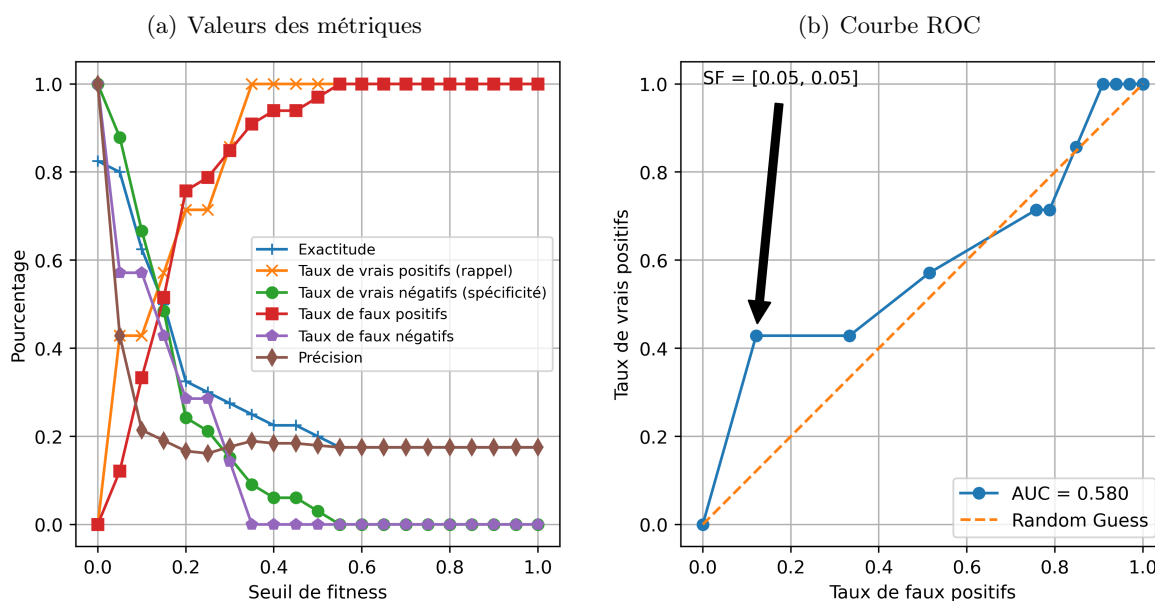 (a) Valeurs des métriques
1.0
0.8
0.6
0.4
0.2
0.0
Pourcentage
Exactitude
Taux de vrais positifs (rappel)
Taux de vrais négatifs (spécificité)
Taux de faux positifs
Taux de faux négatifs
Précision
0.0 0.2 0.4 0.6 0.8 1.0
Seuil de fitness
(b) Courbe ROC
SF = [0.05, 0.05]
1.0
0.8
0.6
0.4
0.2
0.0
Taux de vrais positifs
AUC = 0.580
Random Guess
0.0 0.2 0.4 0.6 0.8 1.0
Taux de faux positifs